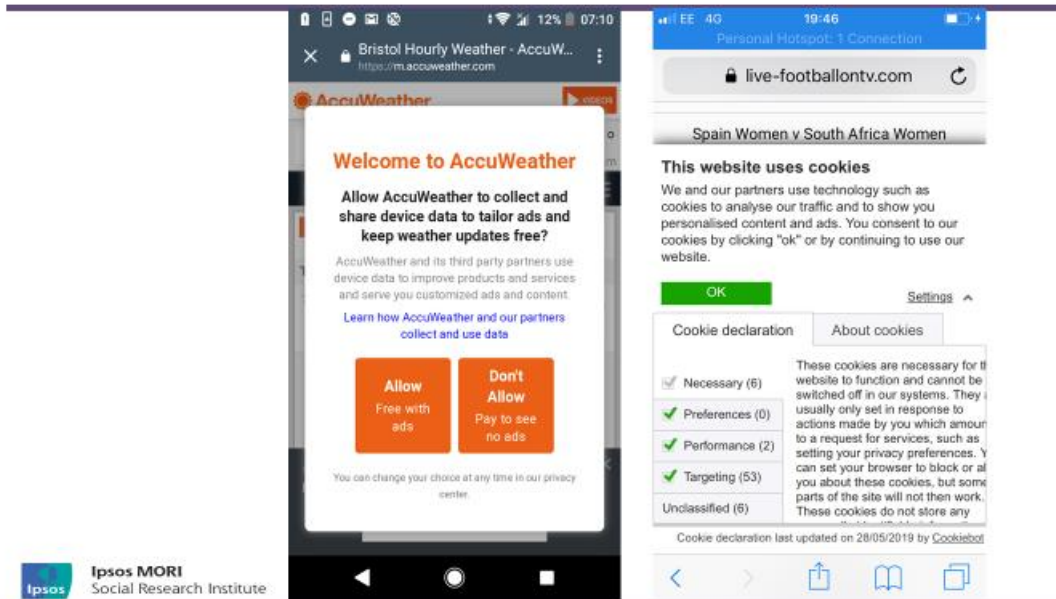 12% 07:10
Bristol Hourly Weather - AccuW...
https://m.accuweather.com
AccuWeather
VIDEOS
Welcome to AccuWeather
Allow AccuWeather to collect and
share device data to tailor ads and
keep weather updates free?
AccuWeather and its third party partners use
device data to improve products and services
and serve you customized ads and content.
Learn how AccuWeather and our partners
collect and use data
Allow
Free with
ads
Don't
Allow
Pay to see
no ads
You can change your choice at any time in our privacy
center.
EE 4G 19:46
Personal Hotspot: 1 Connection
live-footballontv.com
Spain Women v South Africa Women
This website uses cookies
We and our partners use technology such as
cookies to analyse our traffic and to show you
personalised content and ads. You consent to our
cookies by clicking "ok" or by continuing to use our
website.
OK
Settings
Cookie declaration
About cookies
Necessary (6)
Preferences (0)
Performance (2)
Targeting (53)
Unclassified (6)
These cookies are necessary for
website to function and cannot be
switched off in our systems. They
usually only set in response to
actions made by you which
to a request for services, such as
setting your privacy preferences.
can set your browser to block or
you about these cookies, but some
parts of the site will not then work.
These cookies do not store any
Cookie declaration last updated on 28/05/2019 by Cookiebot
Ipsos
Ipsos MORI
Social Research Institute